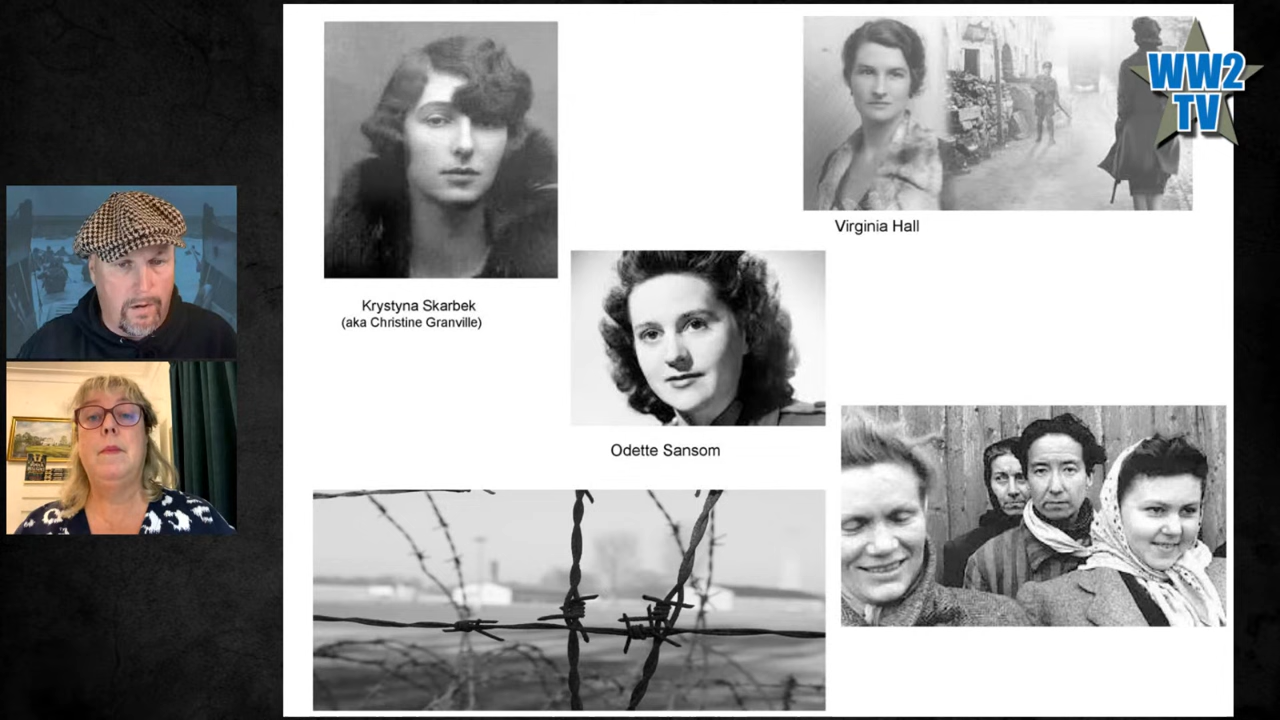 WW2
TV
Virginia Hall
Krystyna Skarbek
(aka Christine Granville)
Odette Sansom